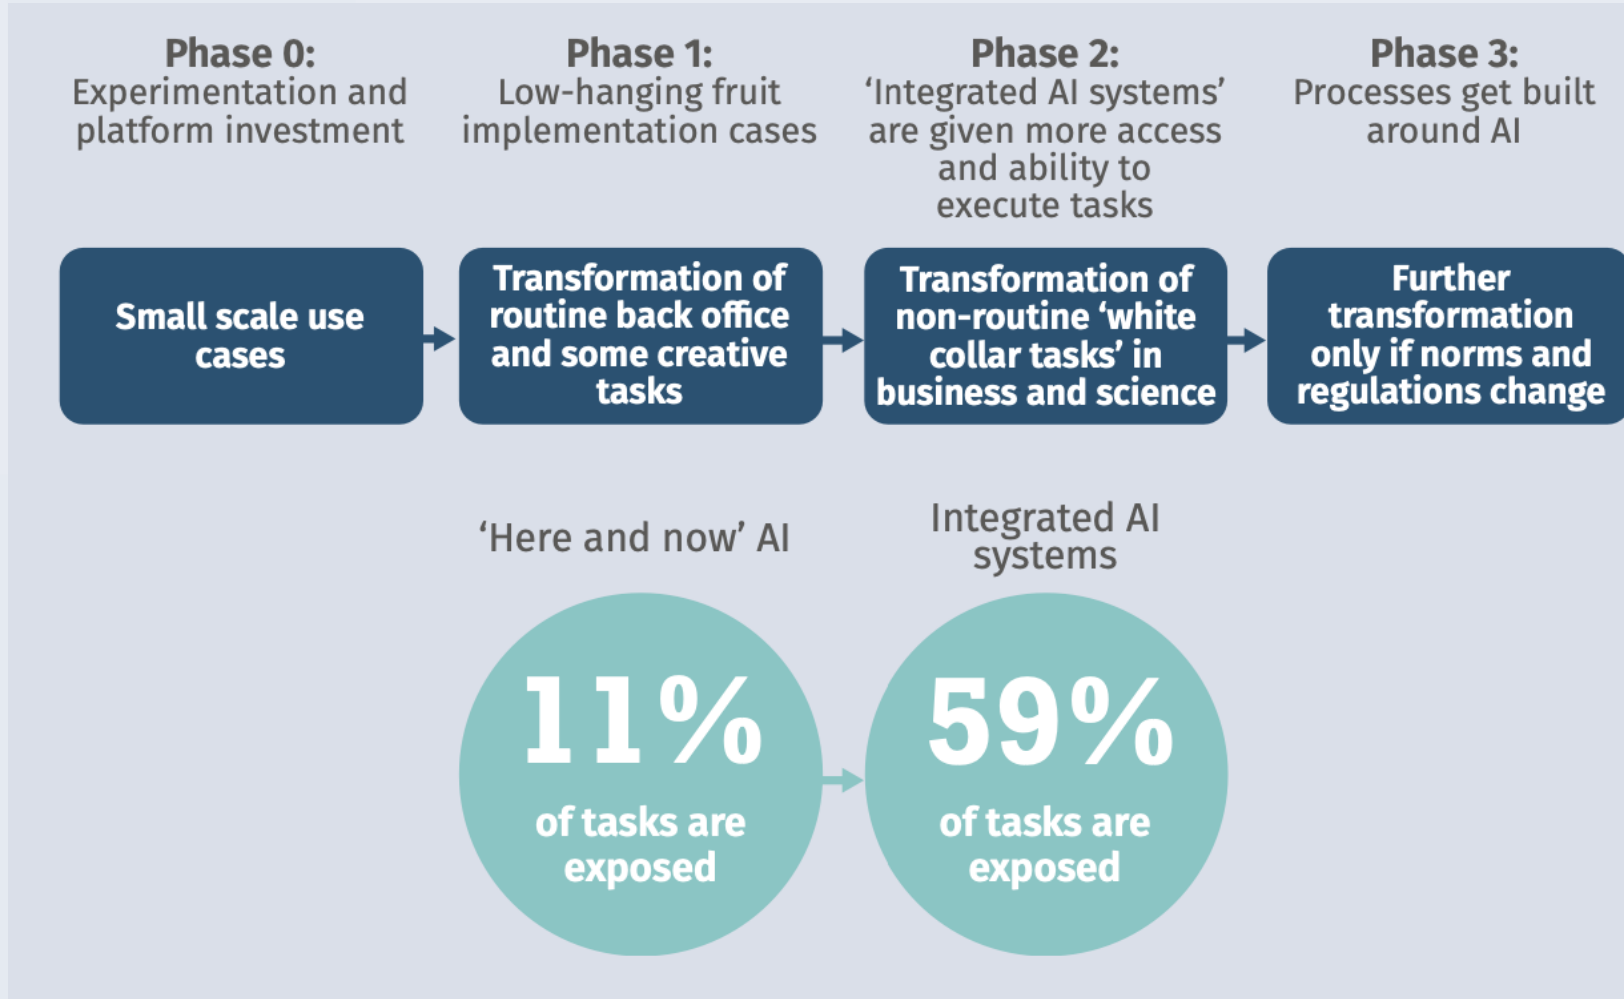 Phase 0:
Experimentation and
platform investment
Phase 1:
Low-hanging fruit
implementation cases
Phase 2:
‘Integrated AI systems’
are given more access
and ability to
execute tasks
Phase 3:
Processes get built
around AI
Small scale use
cases
Transformation of
routine back office
and some creative
tasks
Transformation of
non-routine ‘white
collar tasks’ in
business and science
Further
transformation
only if norms and
regulations change
‘Here and now’ AI
11%
of tasks are
exposed
Integrated AI
systems
59%
of tasks are
exposed